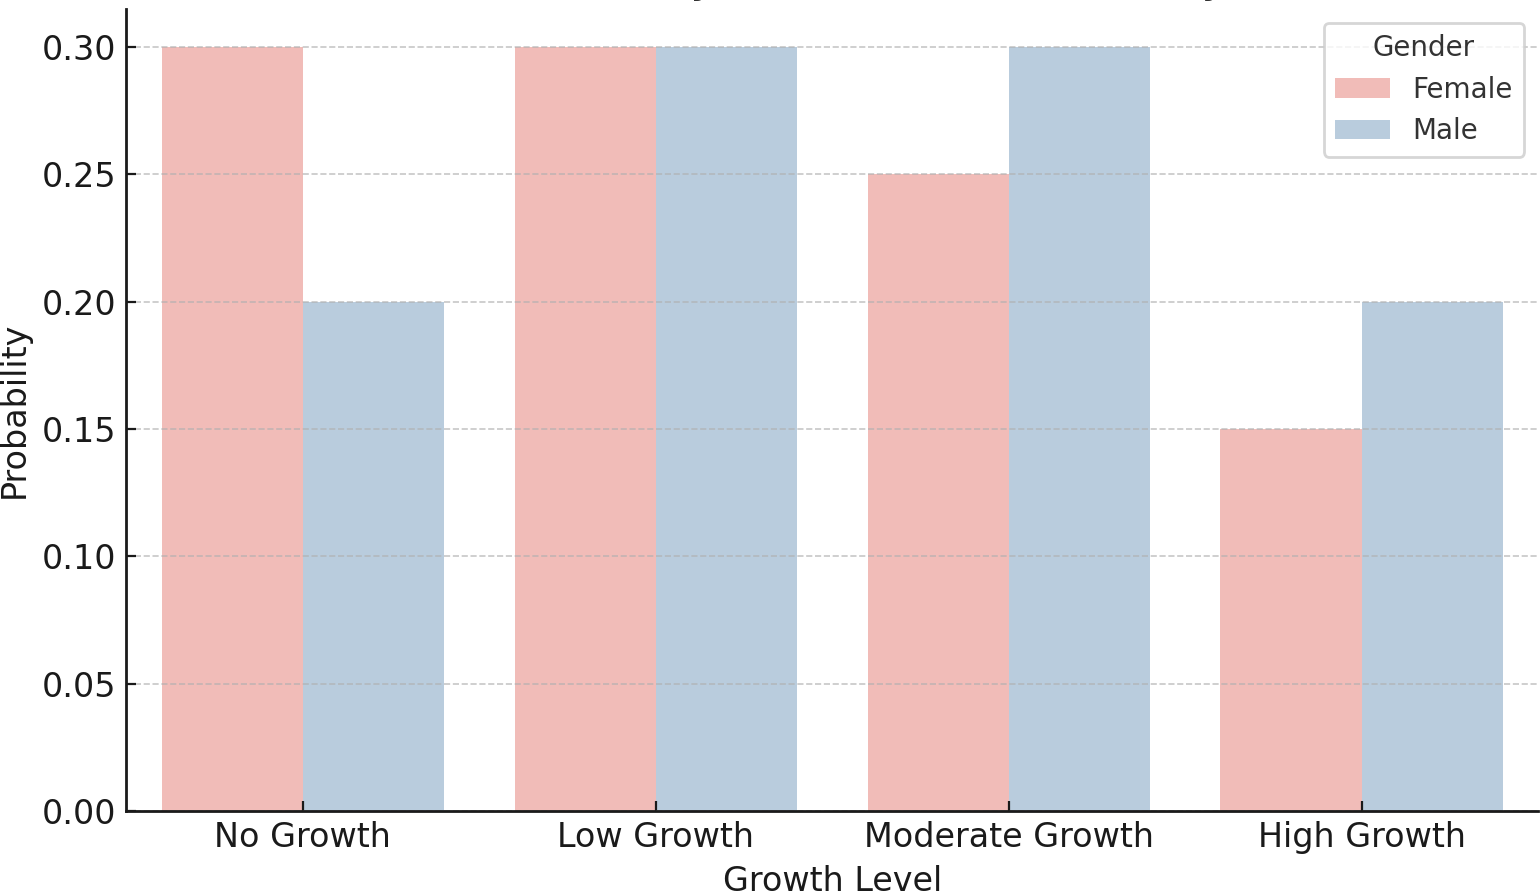 0.30
0.25
0.20
0.15
0.10
0.05
0.00
Probability
No Growth
Low Growth
Moderate Growth
High Growth
Growth Level
Gender
Female
Male